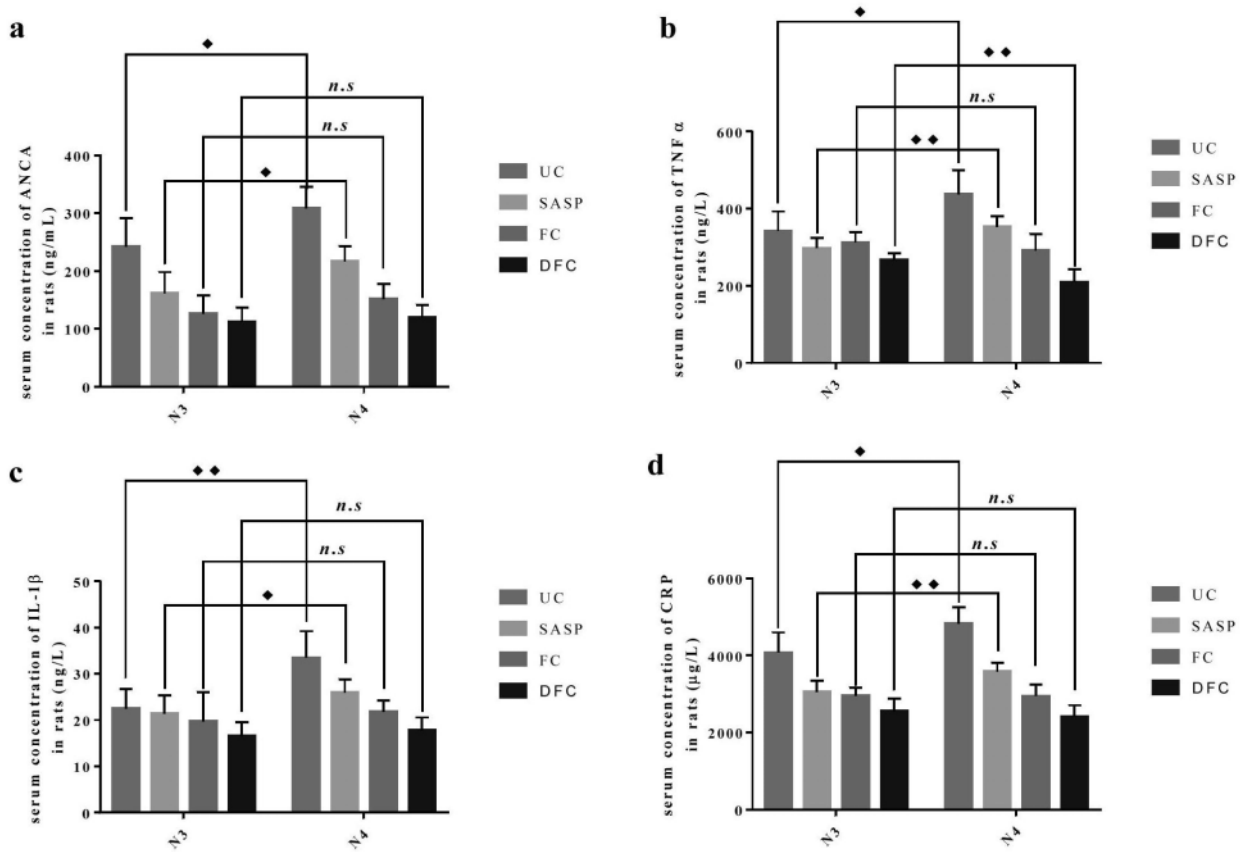 a
◆
n.s
n.s
◆
serum concentration of ANCA
in rats (ng/mL)
400
300
200
100
0
N3
N4
UC
SASP
FC
DFC
b
◆
◆ ◆
n.s
◆ ◆
serum concentration of TNF α
in rats (ng/L)
600
400
200
0
N3
N4
UC
SASP
FC
DFC
c
◆ ◆
n.s
n.s
◆
serum concentration of IL-1β
in rats (ng/L)
50
40
30
20
10
0
N3
N4
UC
SASP
FC
DFC
d
◆
n.s
n.s
◆ ◆
serum concentration of CRP
in rats (μg/L)
6000
4000
2000
0
N3
N4
UC
SASP
FC
DFC